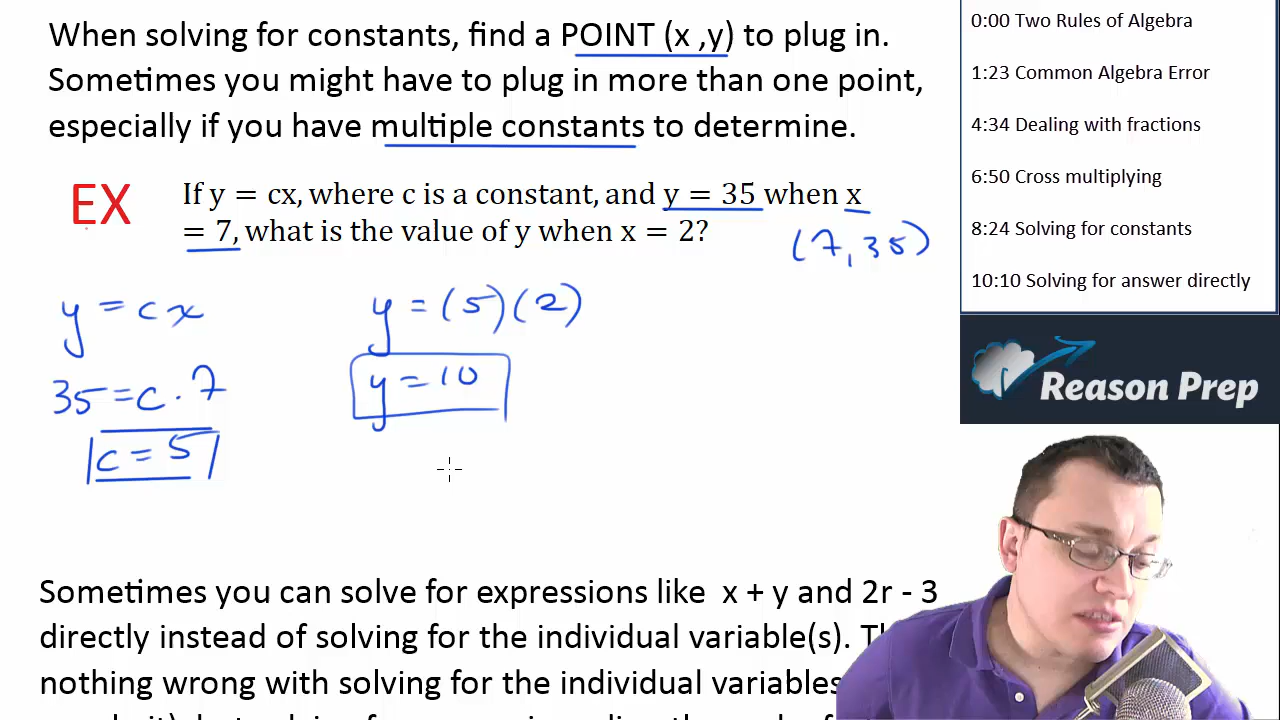 When solving for constants, find a POINT (x ,y) to plug in.
Sometimes you might have to plug in more than one point,
especially if you have multiple constants to determine.
EX
If y = cx, where c is a constant, and y = 35 when x
= 7, what is the value of y when x = 2?
(7, 35)
y = cx
35 = c · 7
c = 5
y = (5)(2)
y = 10
Sometimes you can solve for expressions like x + y and 2r - 3
directly instead of solving for the individual variable(s).
nothing wrong with solving for the individual variables
0:00 Two Rules of Algebra
1:23 Common Algebra Error
4:34 Dealing with fractions
6:50 Cross multiplying
8:24 Solving for constants
10:10 Solving for answer directly
Reason Prep